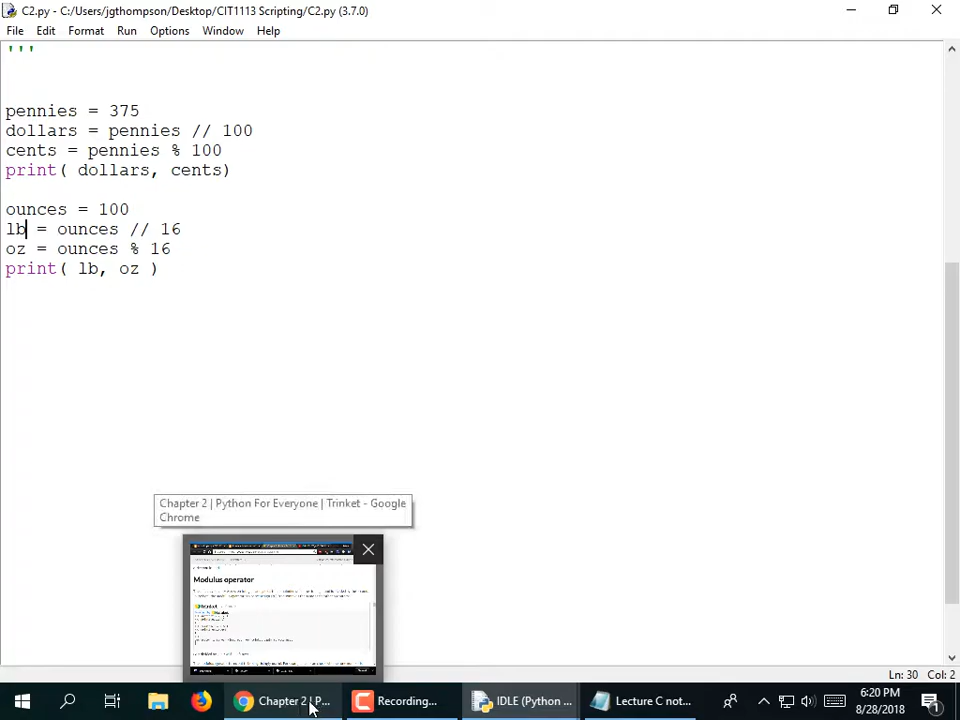 C2.py - C:/Users/jgthompson/Desktop/CIT1113 Scripting/C2.py (3.7.0)
File Edit Format Run Options Window Help
'''
pennies = 375
dollars = pennies // 100
cents = pennies % 100
print( dollars, cents)
ounces = 100
lb = ounces // 16
oz = ounces % 16
print( lb, oz )
Chapter 2 | Python For Everyone | Trinket - Google
Chrome
Modulus operator
Ln: 30 Col: 2
Chapter 2 | P...
Recording...
IDLE (Python ...
Lecture C not...
6:20 PM
8/28/2018
1